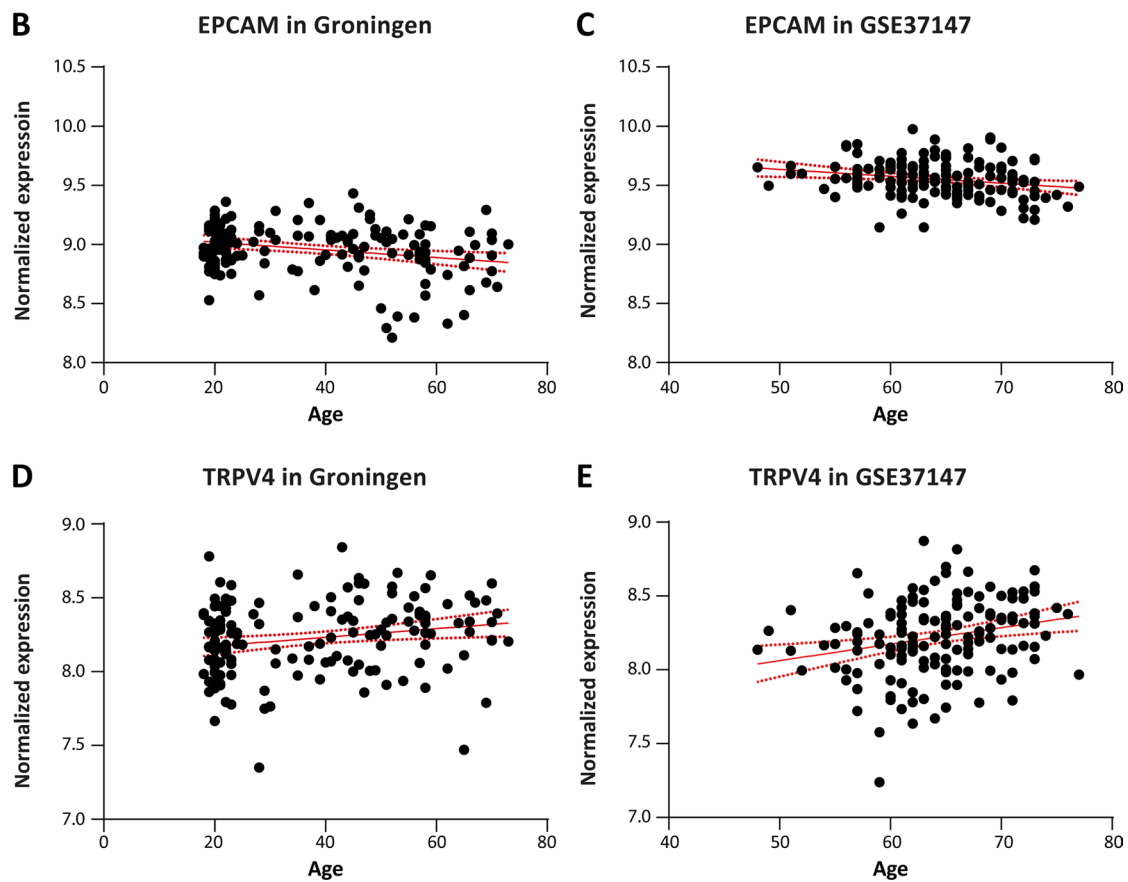 B
EPCAM in Groningen
10.5
10.0
9.5
9.0
8.5
8.0
Normalized expressoin
0
20
40
60
80
Age
C
EPCAM in GSE37147
10.5
10.0
9.5
9.0
8.5
8.0
Normalized expression
40
50
60
70
80
Age
D
TRPV4 in Groningen
9.0
8.5
8.0
7.5
7.0
Normalized expression
0
20
40
60
80
Age
E
TRPV4 in GSE37147
9.0
8.5
8.0
7.5
7.0
Normalized expression
40
50
60
70
80
Age